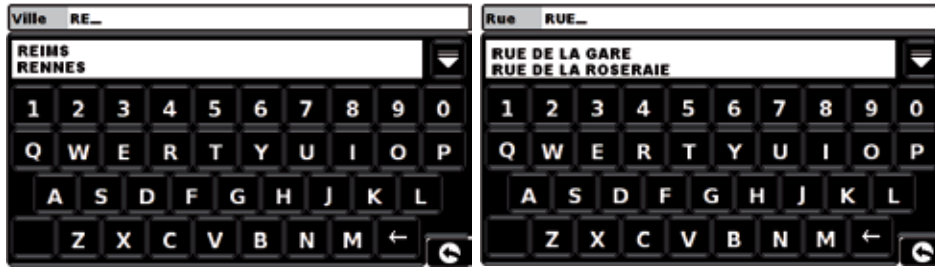 Ville RE_
REIMS
RENNES
1 2 3 4 5 6 7 8 9 0
Q W E R T Y U I O P
A S D F G H J K L
Z X C V B N M ←
Rue RUE_
RUE DE LA GARE
RUE DE LA ROSERAIE
1 2 3 4 5 6 7 8 9 0
Q W E R T Y U I O P
A S D F G H J K L
Z X C V B N M ←